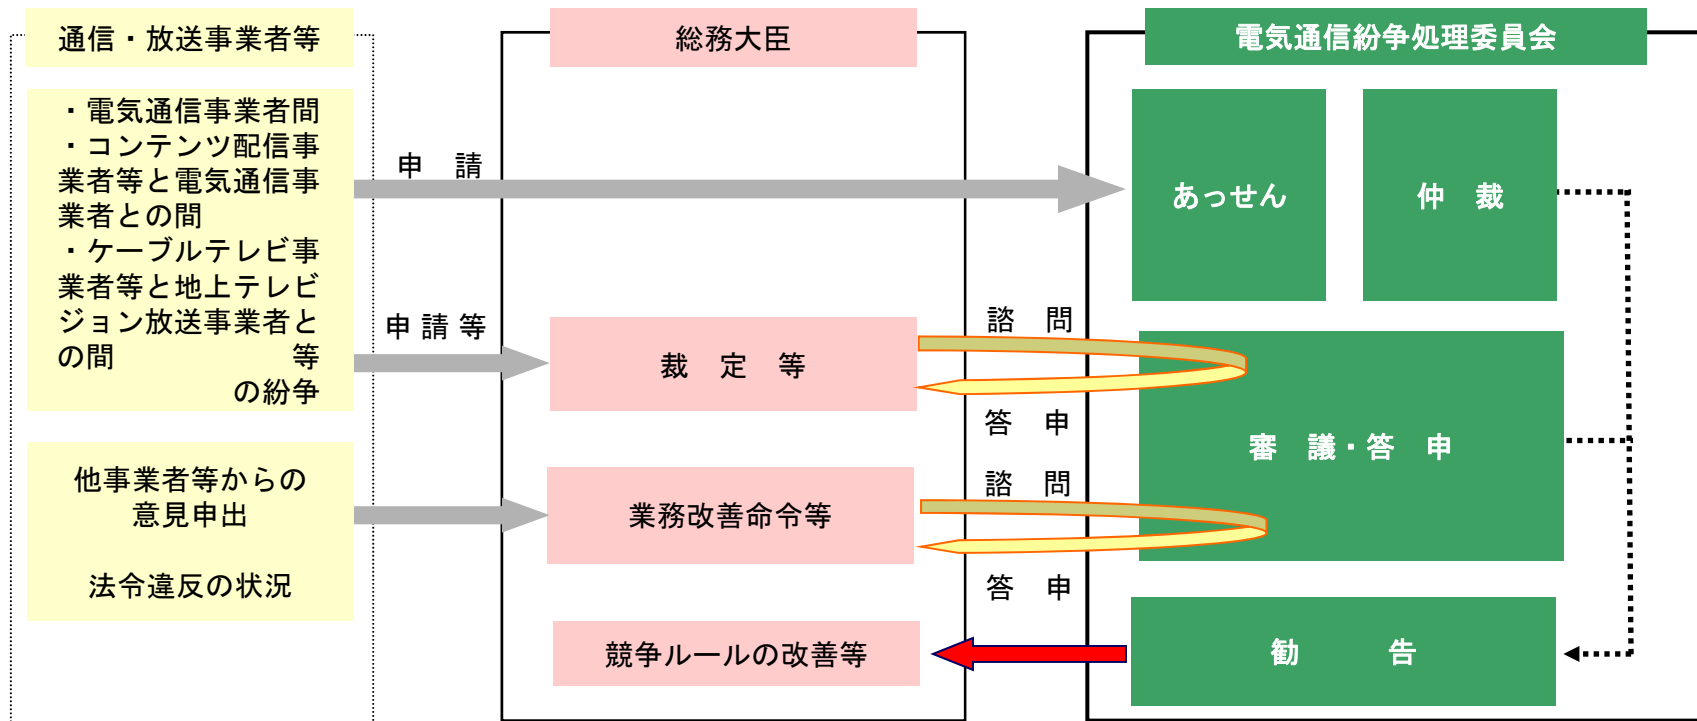 通信・放送事業者等
・電気通信事業者間
・コンテンツ配信事
業者等と電気通信事
業者との間
・ケーブルテレビ事
業者等と地上テレビ
ジョン放送事業者と
の間　　　　　　等
の紛争
他事業者等からの
意見申出
法令違反の状況
申　請
申 請 等
総務大臣
裁　定　等
業務改善命令等
競争ルールの改善等
諮　問
答　申
諮　問
答　申
電気通信紛争処理委員会
あっせん
仲　裁
審　議・答　申
勧　　　告